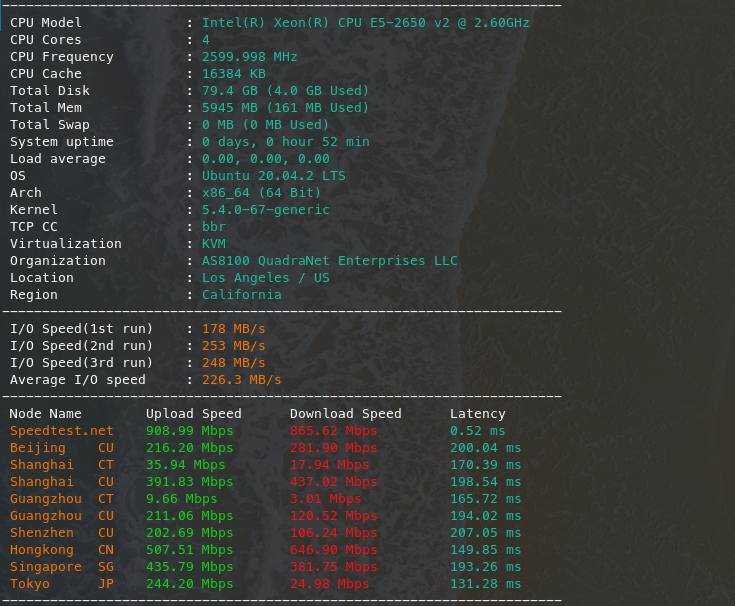 CPU Model : Intel(R) Xeon(R) CPU E5-2650 v2 @ 2.60GHz
CPU Cores : 4
CPU Frequency : 2599.998 MHz
CPU Cache : 16384 KB
Total Disk : 79.4 GB (4.0 GB Used)
Total Mem : 5945 MB (161 MB Used)
Total Swap : 0 MB (0 MB Used)
System uptime : 0 days, 0 hour 52 min
Load average : 0.00, 0.00, 0.00
OS : Ubuntu 20.04.2 LTS
Arch : x86_64 (64 Bit)
Kernel : 5.4.0-67-generic
TCP CC : bbr
Virtualization : KVM
Organization : AS8100 QuadraNet Enterprises LLC
Location : Los Angeles / US
Region : California
I/O Speed(1st run) : 178 MB/s
I/O Speed(2nd run) : 253 MB/s
I/O Speed(3rd run) : 248 MB/s
Average I/O speed : 226.3 MB/s
Node Name Upload Speed Download Speed Latency
Speedtest.net 908.99 Mbps 865.62 Mbps 0.52 ms
Beijing CU 216.20 Mbps 281.90 Mbps 200.04 ms
Shanghai CT 35.94 Mbps 17.94 Mbps 170.39 ms
Shanghai CU 391.83 Mbps 437.02 Mbps 198.54 ms
Guangzhou CT 9.66 Mbps 3.01 Mbps 165.72 ms
Guangzhou CU 211.06 Mbps 120.52 Mbps 194.02 ms
Shenzhen CU 202.69 Mbps 106.24 Mbps 207.05 ms
Hongkong CN 507.51 Mbps 646.90 Mbps 149.85 ms
Singapore SG 435.79 Mbps 381.75 Mbps 193.26 ms
Tokyo JP 244.20 Mbps 24.98 Mbps 131.28 ms